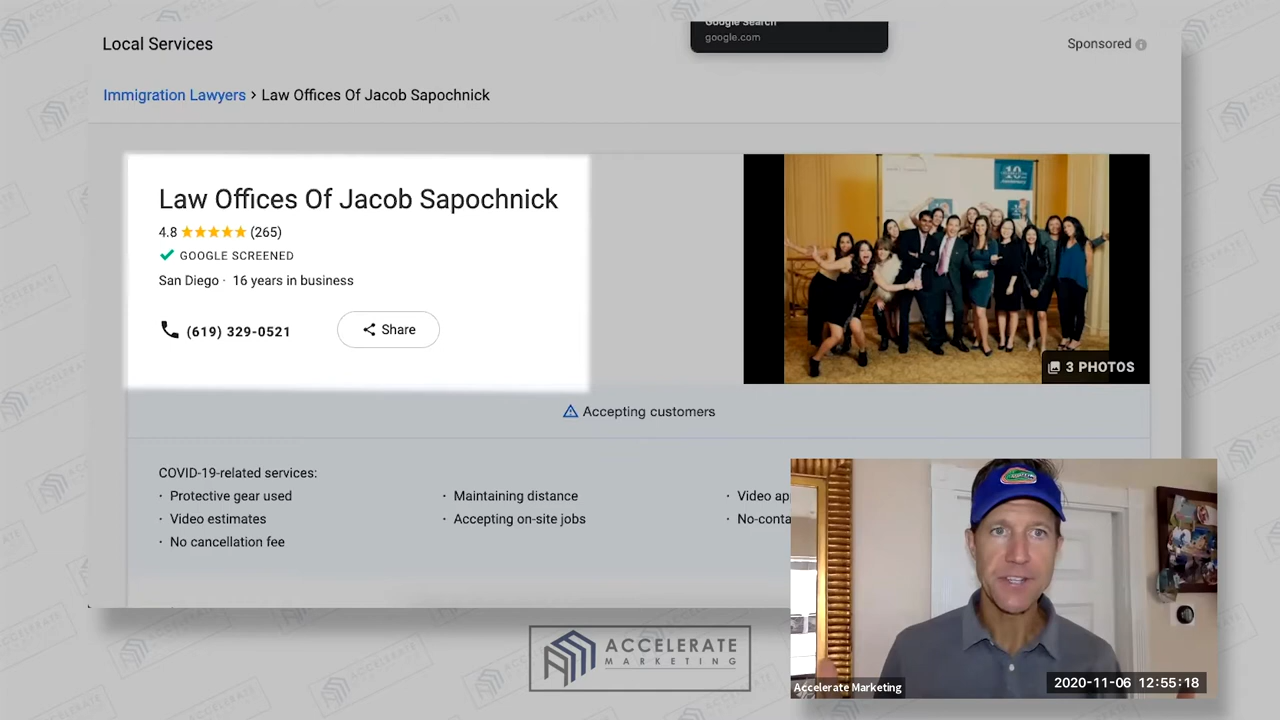 Google Search
google.com
Local Services
Sponsored
Immigration Lawyers > Law Offices Of Jacob Sapochnick
Law Offices Of Jacob Sapochnick
4.8 ★★★★★ (265)
GOOGLE SCREENED
San Diego · 16 years in business
(619) 329-0521
Share
3 PHOTOS
Accepting customers
COVID-19-related services:
· Protective gear used
· Maintaining distance
· Video ap
· Video estimates
· Accepting on-site jobs
· No-conta
· No cancellation fee
ACCELERATE
MARKETING
Accelerate Marketing
2020-11-06 12:55:18